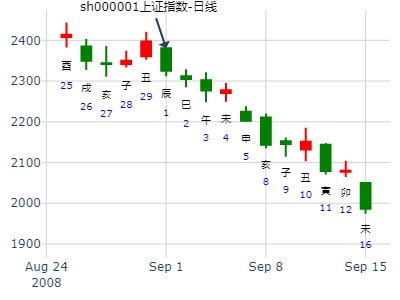 sh000001上证指数-日线
2400
2300
2200
2100
2000
1900
酉
25
戌
26
亥
27
子
28
丑
29
辰
1
巳
2
午
3
未
4
申
5
亥
8
子
9
丑
10
寅
11
卯
12
未
16
Aug 24
2008
Sep 1
Sep 8
Sep 15